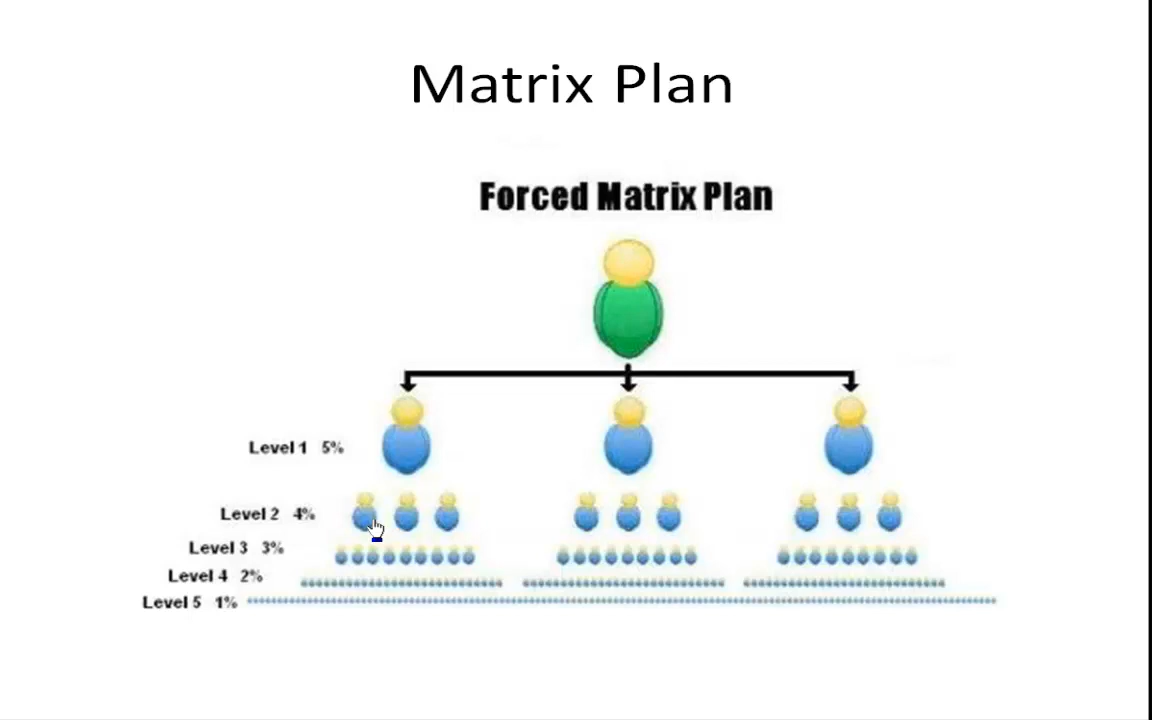 Matrix Plan
Forced Matrix Plan
Level 1 5%
Level 2 4%
Level 3 3%
Level 4 2%
Level 5 1%